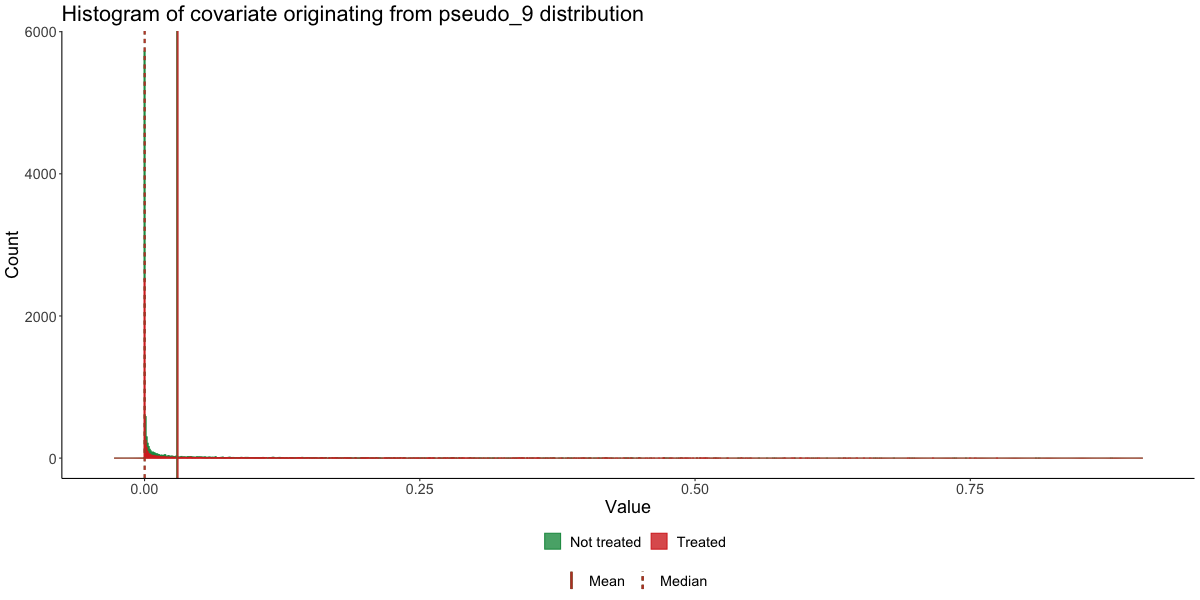 Histogram of covariate originating from pseudo_9 distribution
6000
4000
2000
0
Count
0.00 0.25 0.50 0.75
Value
Not treated Treated
Mean Median